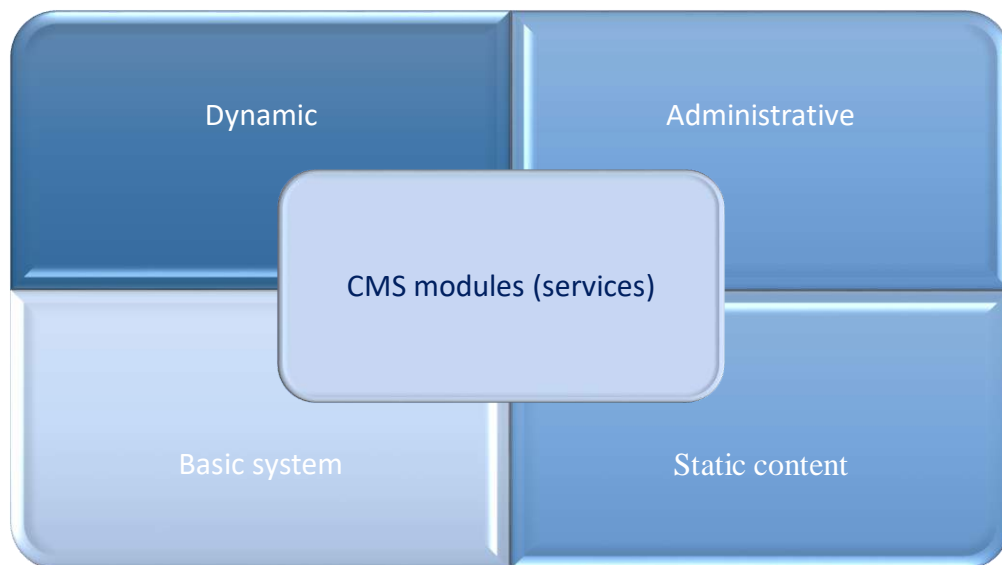 Dynamic
Administrative
CMS modules (services)
Basic system
Static content